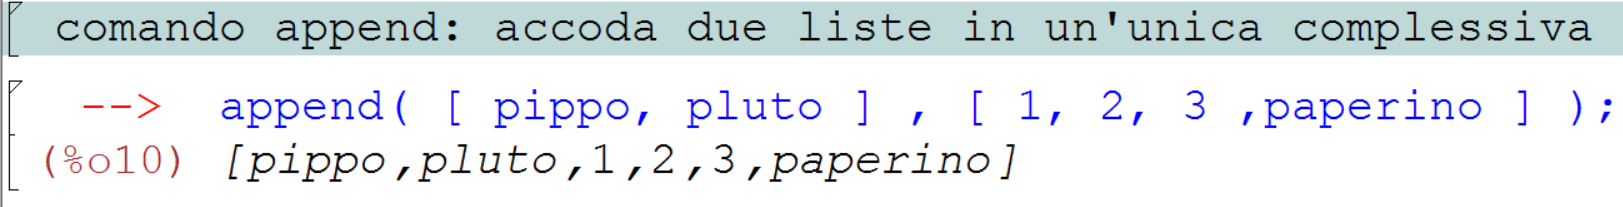 comando append: accoda due liste in un'unica complessiva
--> append( [ pippo, pluto ] , [ 1, 2, 3 ,paperino ] );
(%o10) [pippo,pluto,1,2,3,paperino]